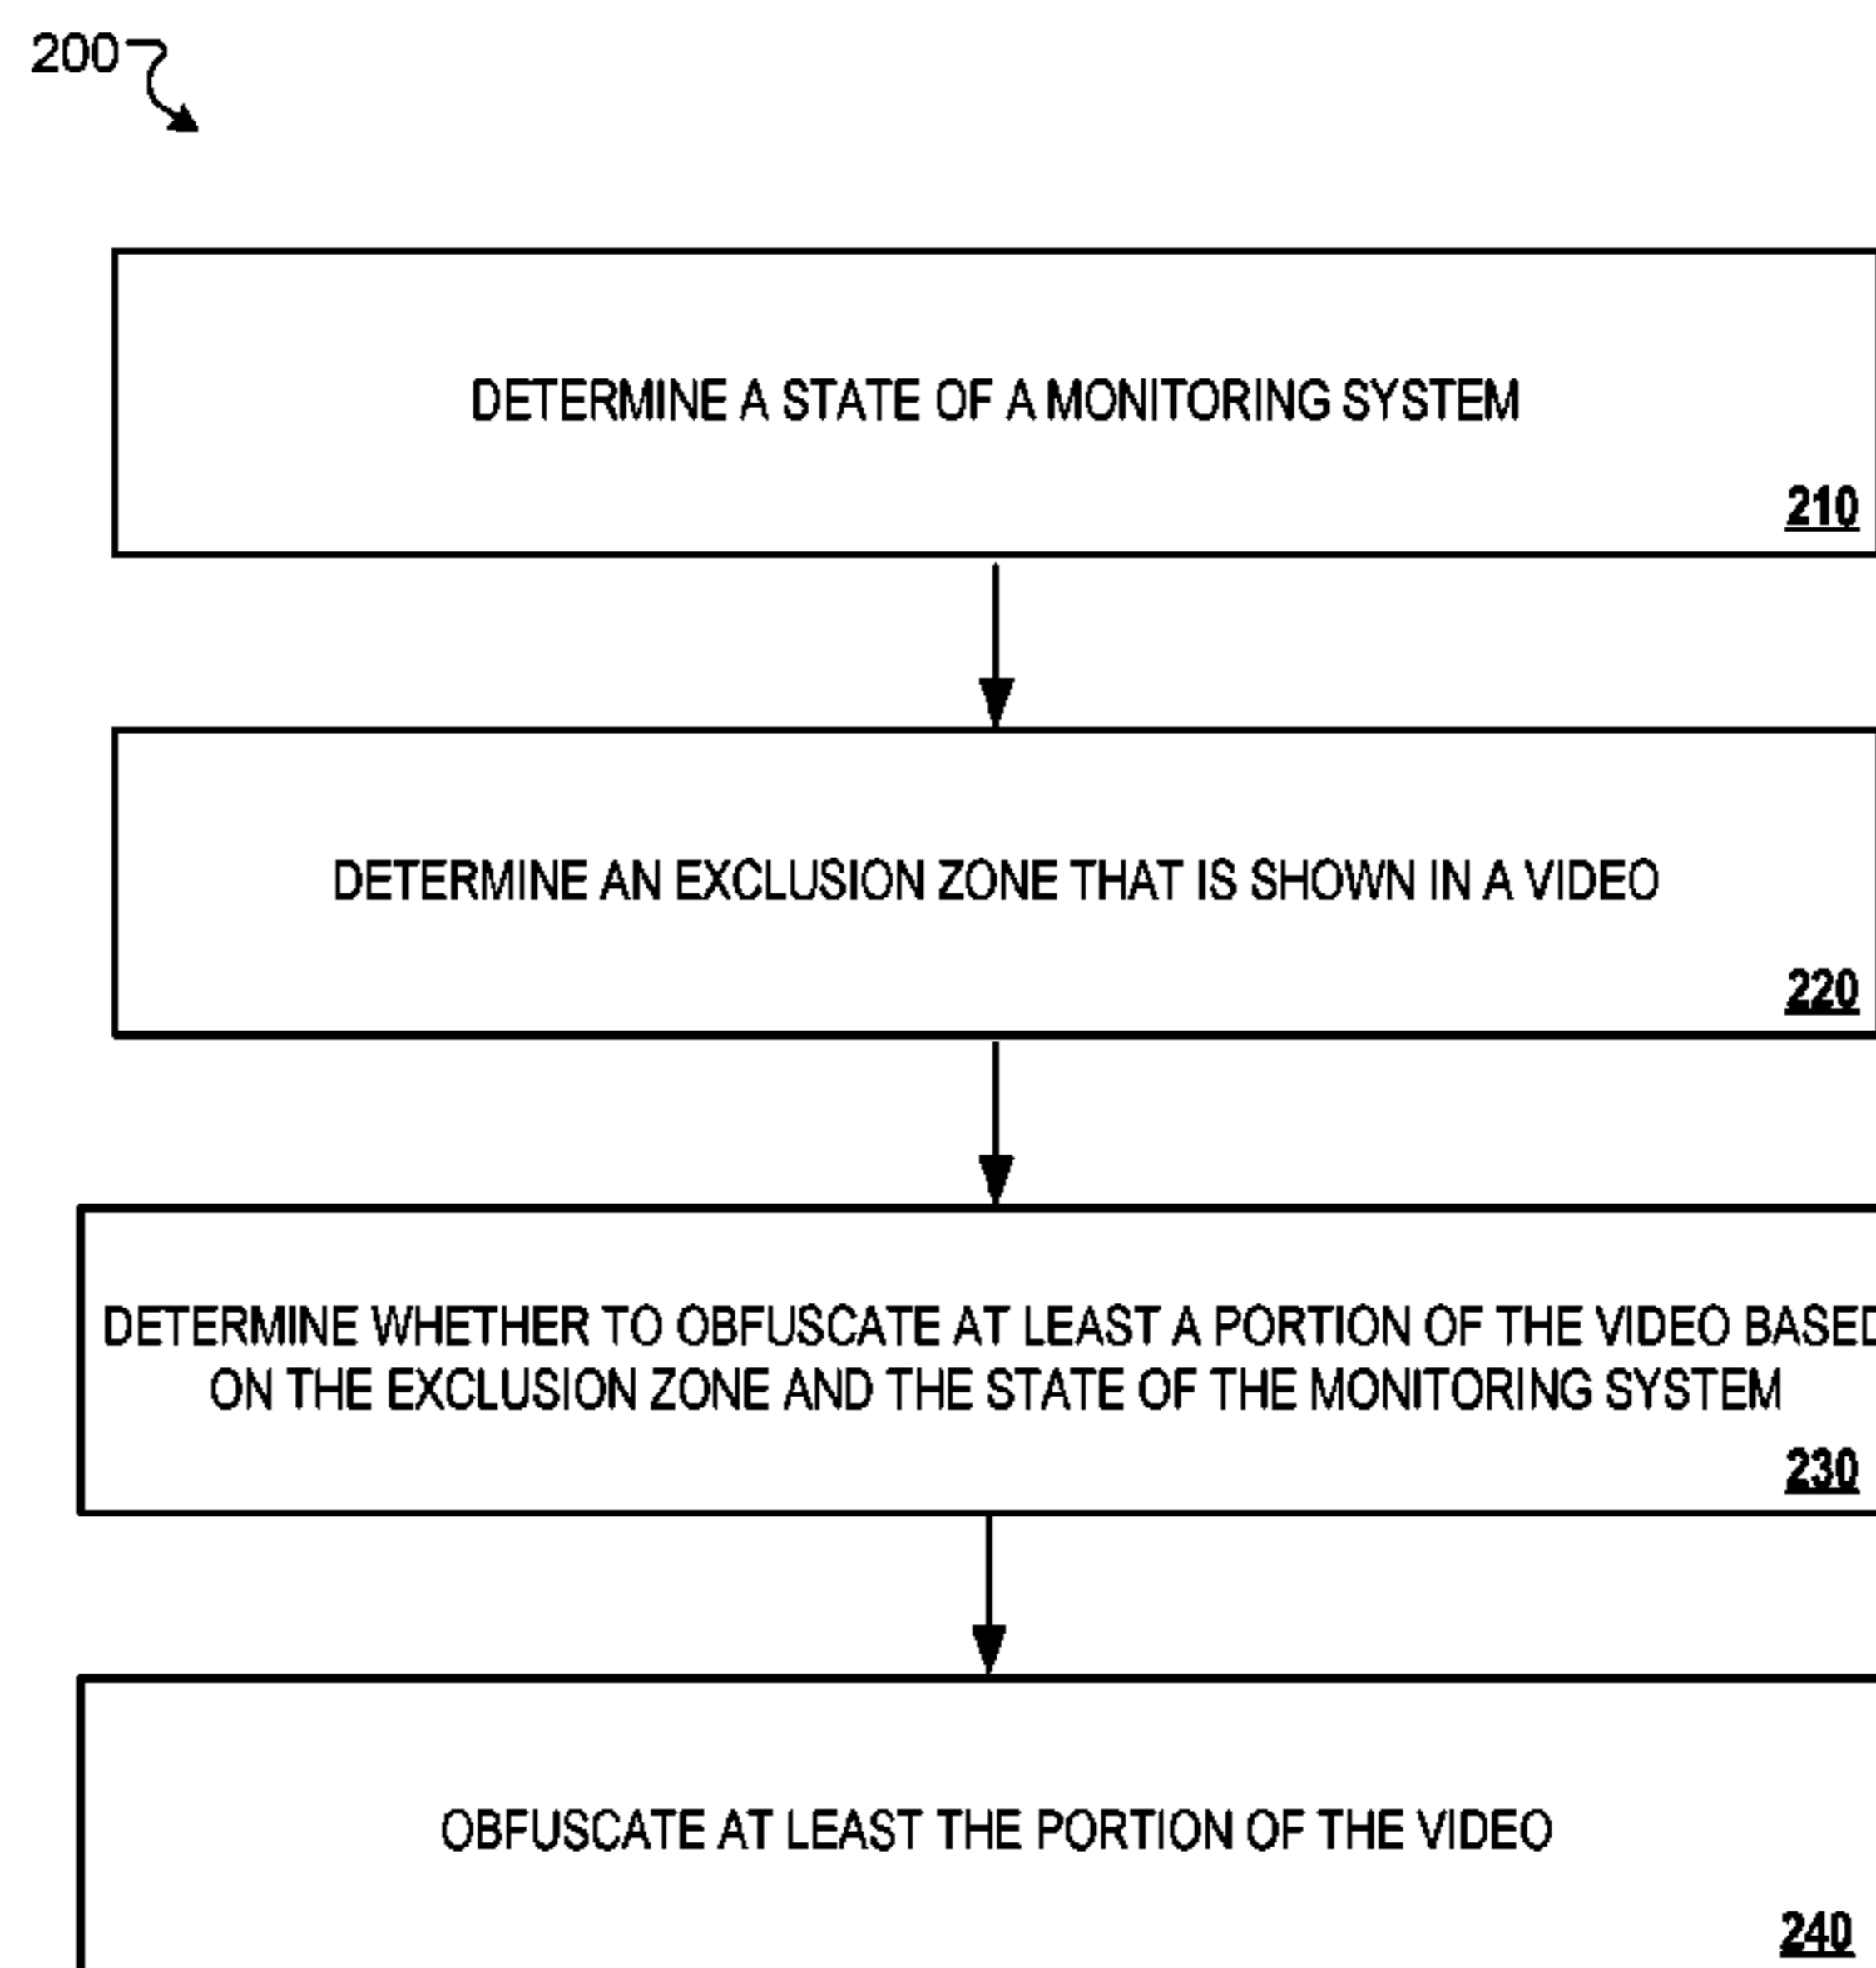 200
DETERMINE A STATE OF A MONITORING SYSTEM
210
DETERMINE AN EXCLUSION ZONE THAT IS SHOWN IN A VIDEO
220
DETERMINE WHETHER TO OBFUSCATE AT LEAST A PORTION OF THE VIDEO BASED
ON THE EXCLUSION ZONE AND THE STATE OF THE MONITORING SYSTEM
230
OBFUSCATE AT LEAST THE PORTION OF THE VIDEO
240